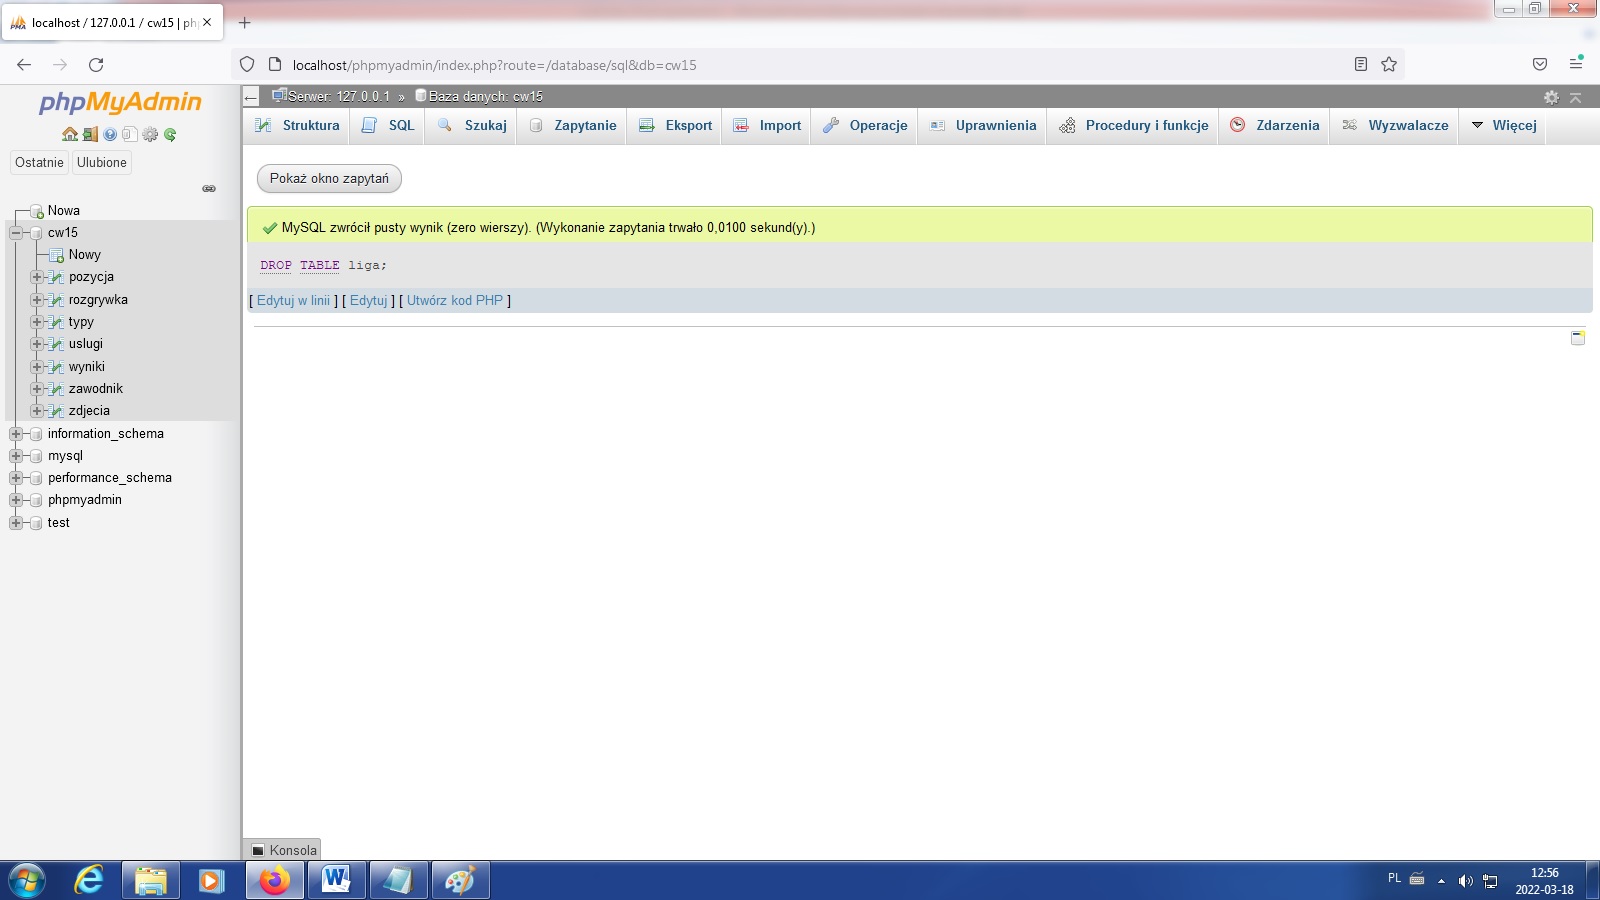 localhost / 127.0.0.1 / cw15 | ph
localhost/phpmyadmin/index.php?route=/database/sql&db=cw15
phpMyAdmin
Ostatnie Ulubione
Nowa
cw15
Nowy
pozycja
rozgrywka
typy
uslugi
wyniki
zawodnik
zdjecia
information_schema
mysql
performance_schema
phpmyadmin
test
Serwer: 127.0.0.1 » Baza danych: cw15
Struktura SQL Szukaj Zapytanie Eksport Import Operacje Uprawnienia Procedury i funkcje Zdarzenia Wyzwalacze Więcej
Pokaż okno zapytań
MySQL zwrócił pusty wynik (zero wierszy). (Wykonanie zapytania trwało 0,0100 sekund(y).)
DROP TABLE liga;
[ Edytuj w linii ] [ Edytuj ] [ Utwórz kod PHP ]
Konsola
PL
12:56
2022-03-18